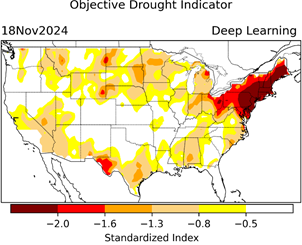 Objective Drought Indicator
18Nov2024 Deep Learning
−2.0 −1.6 −1.3 −0.8 −0.5
Standardized Index